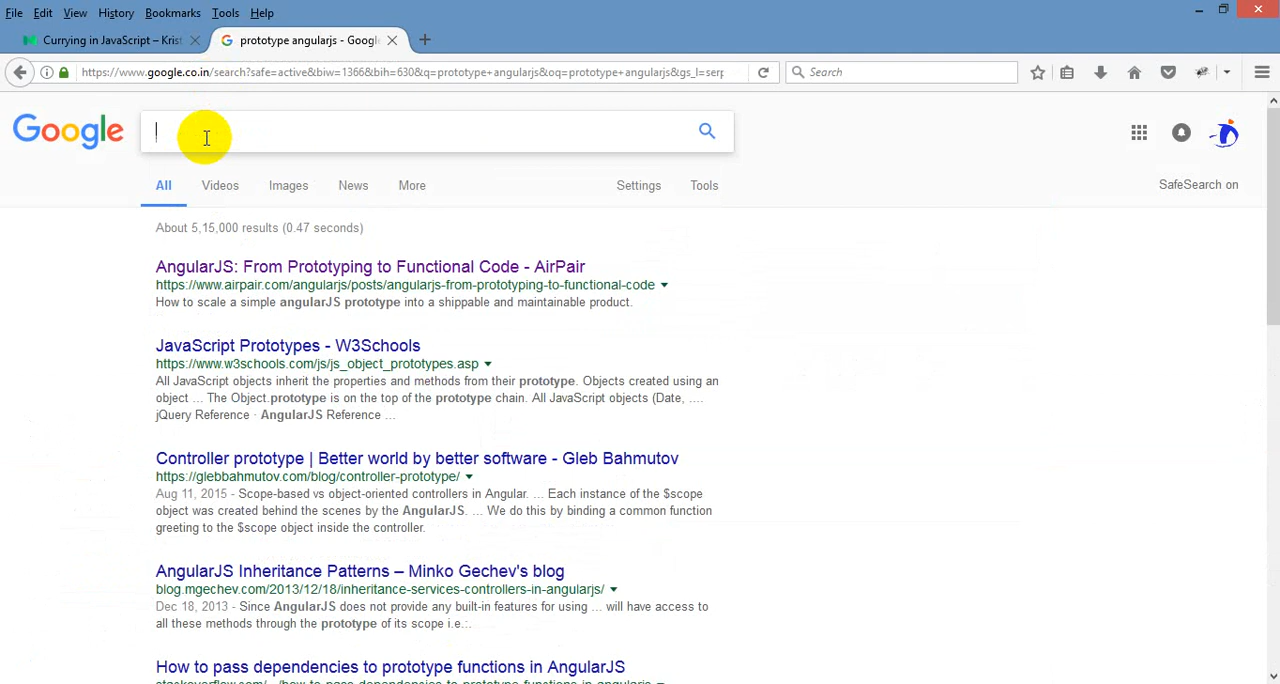 File Edit View History Bookmarks Tools Help
Currying in JavaScript – Krist
prototype angularjs - Google
https://www.google.co.in/search?safe=active&biw=1366&bih=630&q=prototype+angularjs&oq=prototype+angularjs&gs_l=serp
Search
Google
All Videos Images News More Settings Tools
SafeSearch on
About 5,15,000 results (0.47 seconds)
AngularJS: From Prototyping to Functional Code - AirPair
https://www.airpair.com/angularjs/posts/angularjs-from-prototyping-to-functional-code
How to scale a simple angularJS prototype into a shippable and maintainable product.
JavaScript Prototypes - W3Schools
https://www.w3schools.com/js/js_object_prototypes.asp
All JavaScript objects inherit the properties and methods from their prototype. Objects created using an
object ... The Object.prototype is on the top of the prototype chain. All JavaScript objects (Date, ....
jQuery Reference · AngularJS Reference ...
Controller prototype | Better world by better software - Gleb Bahmutov
https://glebbahmutov.com/blog/controller-prototype/
Aug 11, 2015 - Scope-based vs object-oriented controllers in Angular. ... Each instance of the $scope
object was created behind the scenes by the AngularJS. ... We do this by binding a common function
greeting to the $scope object inside the controller.
AngularJS Inheritance Patterns – Minko Gechev's blog
blog.mgechev.com/2013/12/18/inheritance-services-controllers-in-angularjs/
Dec 18, 2013 - Since AngularJS does not provide any built-in features for using ... will have access to
all these methods through the prototype of its scope i.e.:.
How to pass dependencies to prototype functions in AngularJS